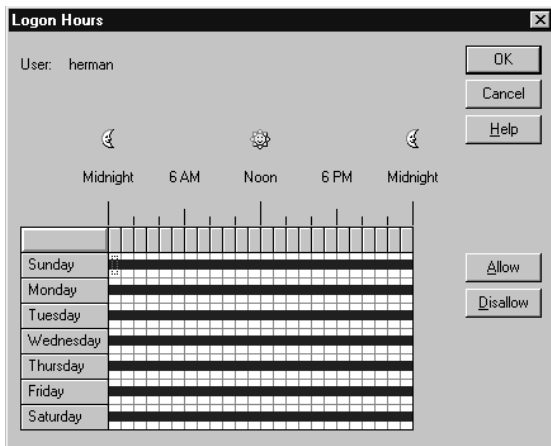 Logon Hours
User: herman
OK
Cancel
Help
Midnight 6 AM Noon 6 PM Midnight
Sunday
Monday
Tuesday
Wednesday
Thursday
Friday
Saturday
Allow
Disallow